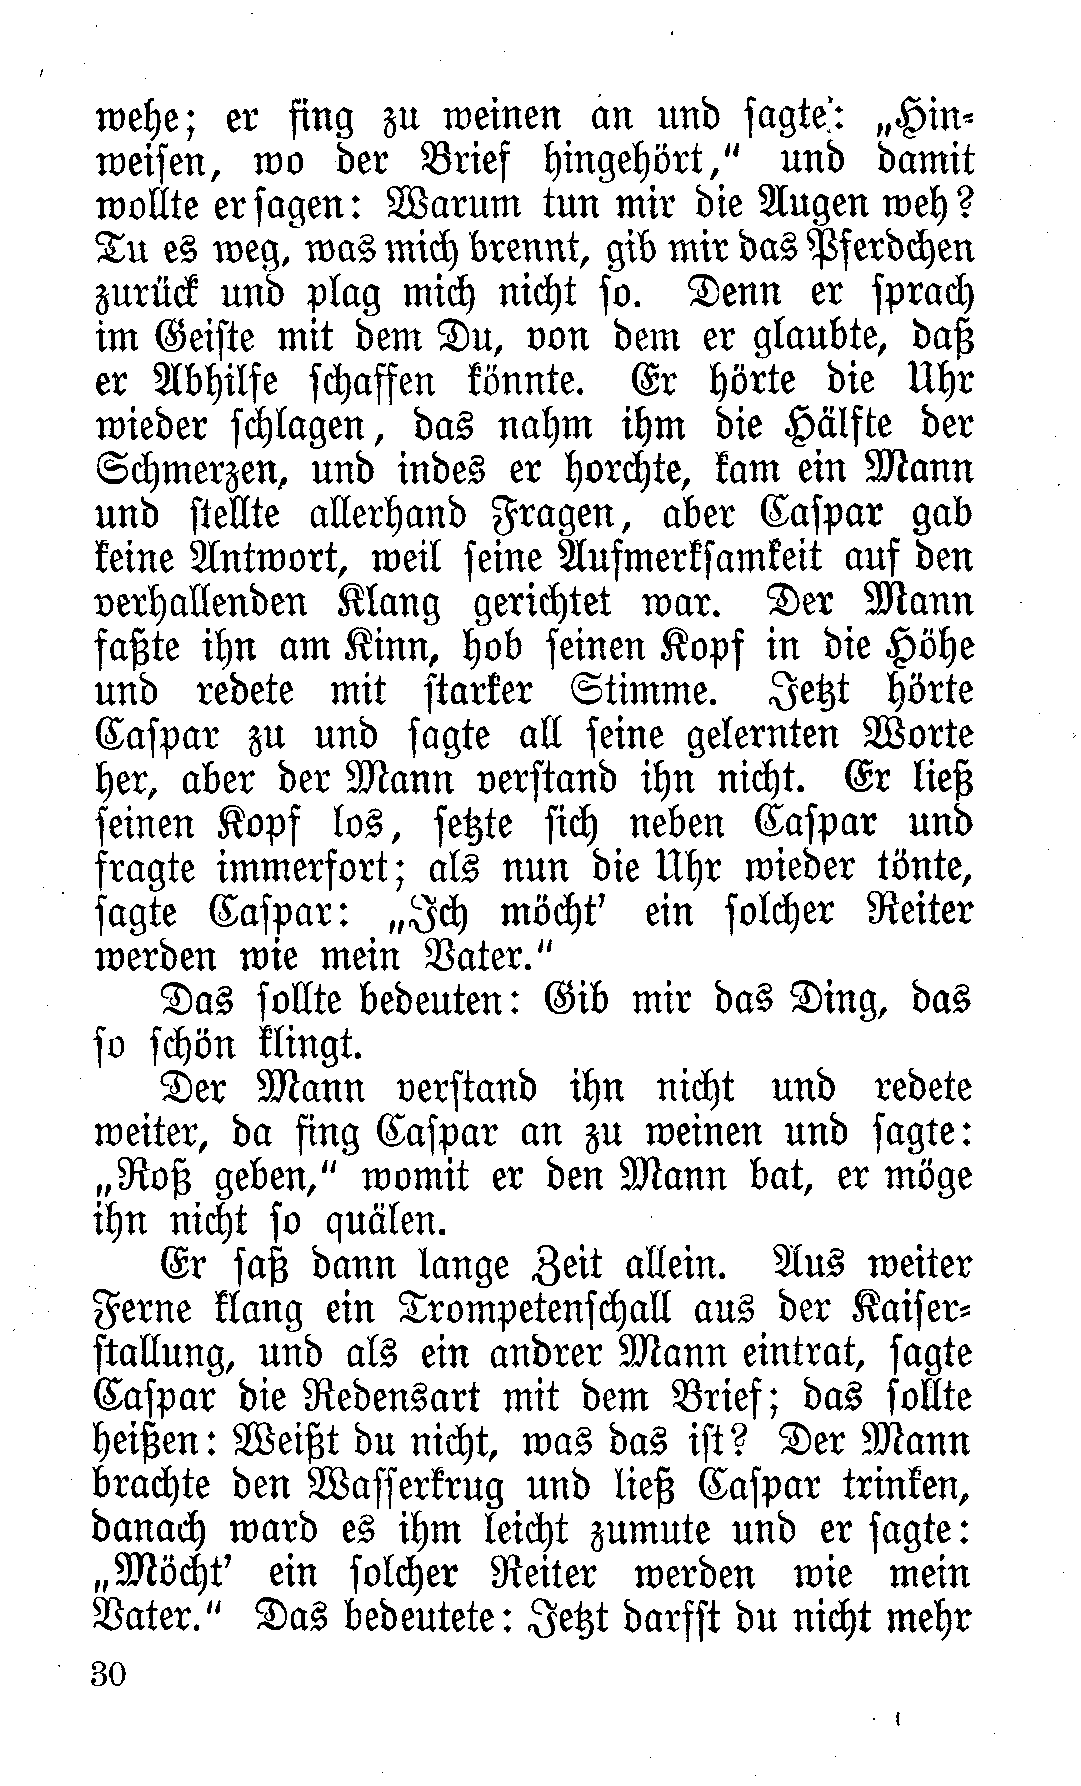 wehe; er fing zu weinen an und sagte: „Hin-
weisen, wo der Brief hingehört,“ und damit
wollte er sagen: Warum tun mir die Augen weh?
Tu es weg, was mich brennt, gib mir das Pferdchen
zurück und plag mich nicht so. Denn er sprach
im Geiste mit dem Du, von dem er glaubte, daß
er Abhilfe schaffen könnte. Er hörte die Uhr
wieder schlagen, das nahm ihm die Hälfte der
Schmerzen, und indes er horchte, kam ein Mann
und stellte allerhand Fragen, aber Caspar gab
keine Antwort, weil seine Aufmerksamkeit auf den
verhallenden Klang gerichtet war. Der Mann
faßte ihn am Kinn, hob seinen Kopf in die Höhe
und redete mit starker Stimme. Jetzt hörte
Caspar zu und sagte all seine gelernten Worte
her, aber der Mann verstand ihn nicht. Er ließ
seinen Kopf los, setzte sich neben Caspar und
fragte immerfort; als nun die Uhr wieder tönte,
sagte Caspar: „Ich möcht' ein solcher Reiter
werden wie mein Vater.“
Das sollte bedeuten: Gib mir das Ding, das
so schön klingt.
Der Mann verstand ihn nicht und redete
weiter, da fing Caspar an zu weinen und sagte:
„Roß geben,“ womit er den Mann bat, er möge
ihn nicht so quälen.
Er saß dann lange Zeit allein. Aus weiter
Ferne klang ein Trompetenschall aus der Kaiser-
stallung, und als ein andrer Mann eintrat, sagte
Caspar die Redensart mit dem Brief; das sollte
heißen: Weißt du nicht, was das ist? Der Mann
brachte den Wasserkrug und ließ Caspar trinken,
danach ward es ihm leicht zumute und er sagte:
„Möcht' ein solcher Reiter werden wie mein
Vater.“ Das bedeutete: Jetzt darfst du nicht mehr
30